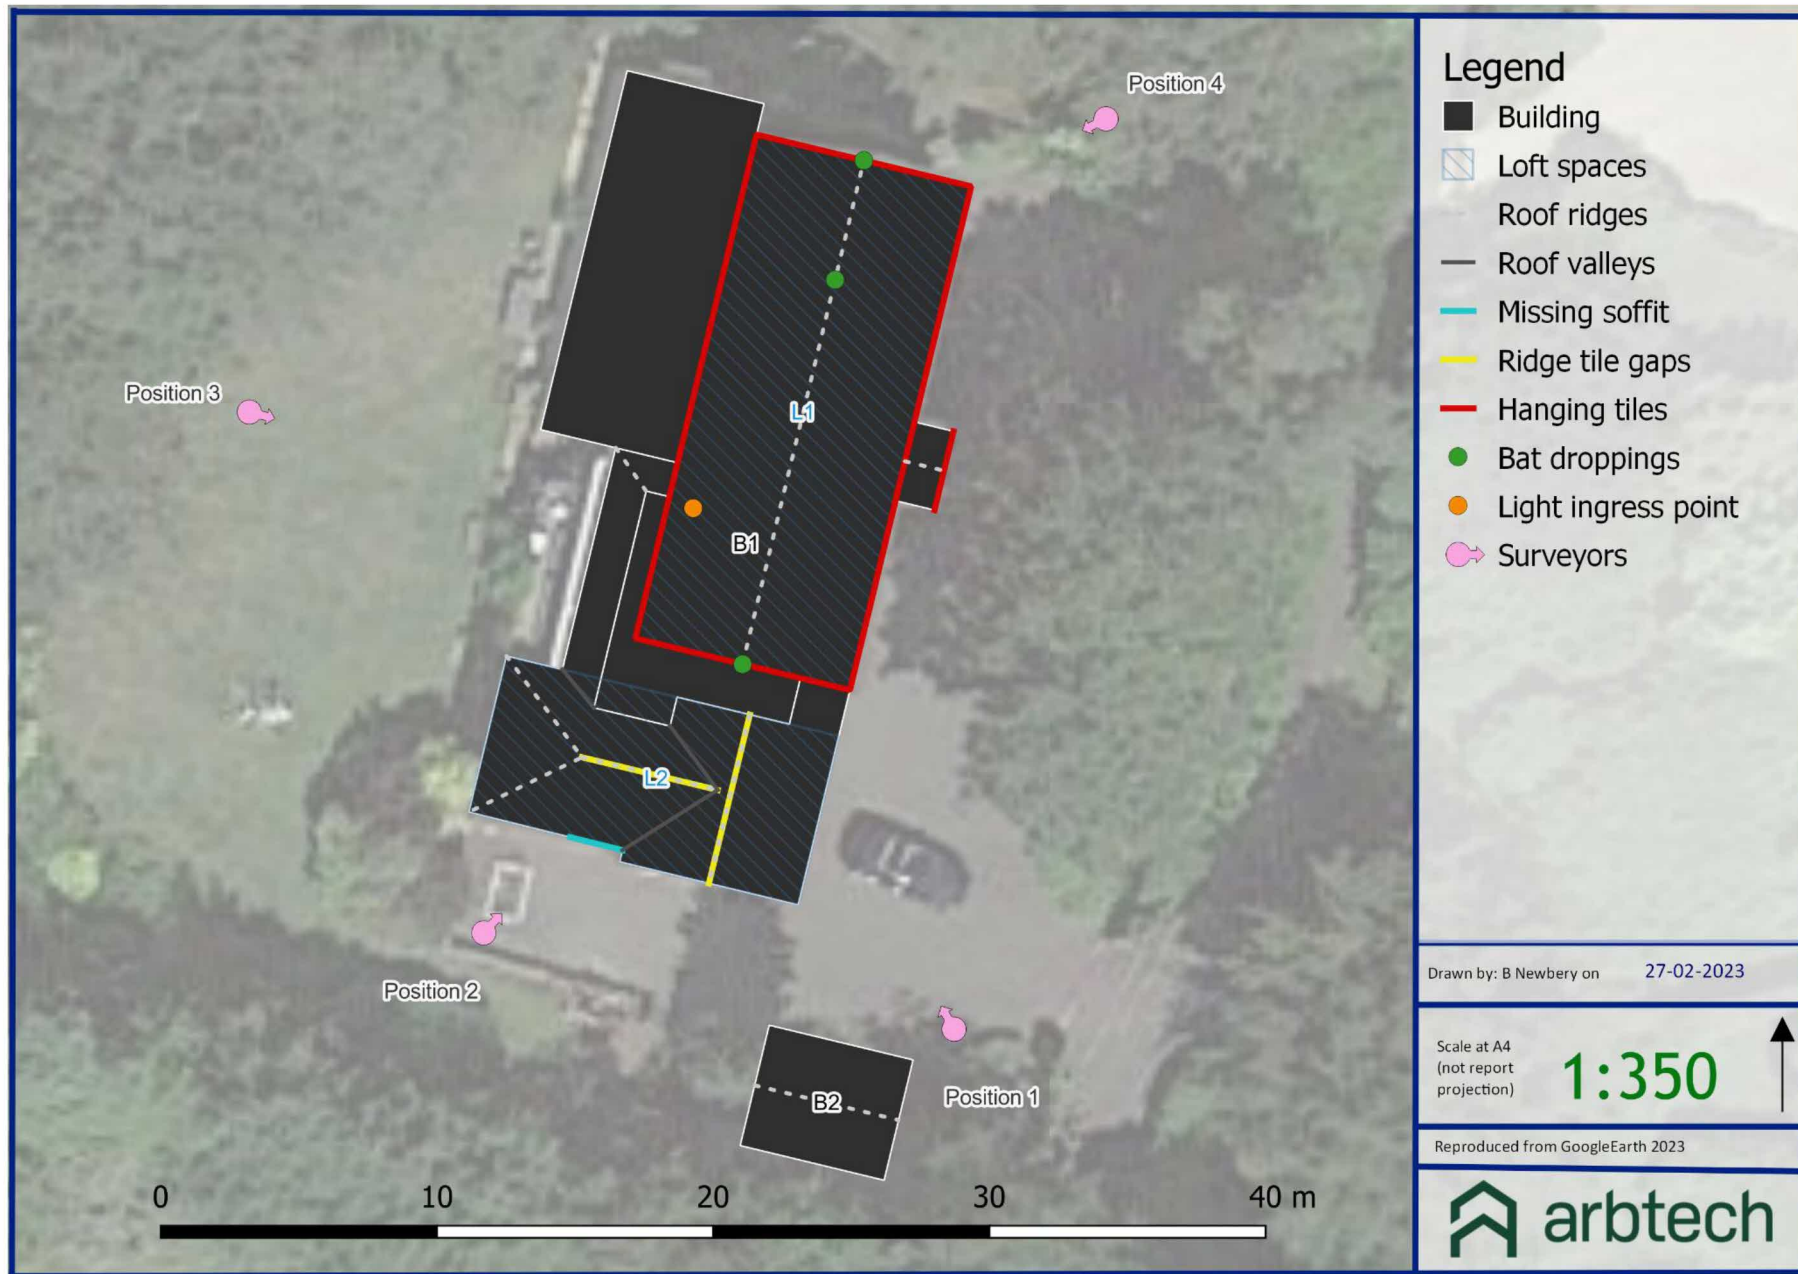 Position 4
Position 3
L1
B1
L2
Position 2
Position 1
B2
0 10 20 30 40 m
Legend
Building
Loft spaces
Roof ridges
Roof valleys
Missing soffit
Ridge tile gaps
Hanging tiles
Bat droppings
Light ingress point
Surveyors
Drawn by: B Newbery on 27-02-2023
Scale at A4
(not report
projection)
1:350
Reproduced from GoogleEarth 2023
arbtech